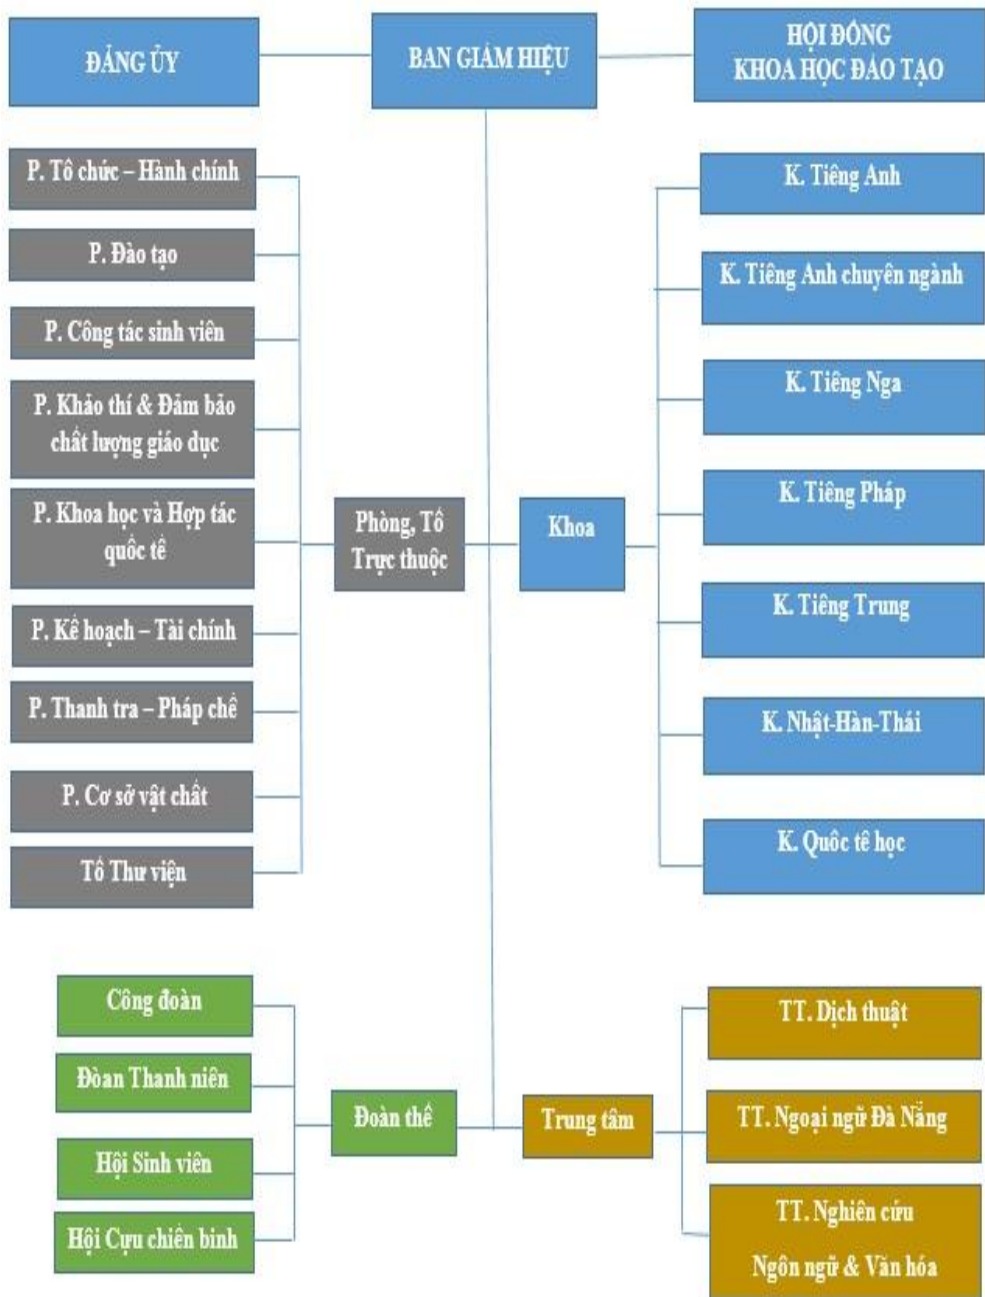 ĐẢNG ỦY
BAN GIÁM HIỆU
HỘI ĐỒNG
KHOA HỌC ĐÀO TẠO
P. Tổ chức – Hành chính
P. Đào tạo
P. Công tác sinh viên
P. Khảo thí & Đảm bảo
chất lượng giáo dục
P. Khoa học và Hợp tác
quốc tế
P. Kế hoạch – Tài chính
P. Thanh tra – Pháp chế
P. Cơ sở vật chất
Tổ Thư viện
Phòng, Tổ
Trực thuộc
Khoa
K. Tiếng Anh
K. Tiếng Anh chuyên ngành
K. Tiếng Nga
K. Tiếng Pháp
K. Tiếng Trung
K. Nhật-Hàn-Thái
K. Quốc tế học
Công đoàn
Đòan Thanh niên
Hội Sinh viên
Hội Cựu chiến binh
Đoàn thể
Trung tâm
TT. Dịch thuật
TT. Ngoại ngữ Đà Nẵng
TT. Nghiên cứu
Ngôn ngữ & Văn hóa